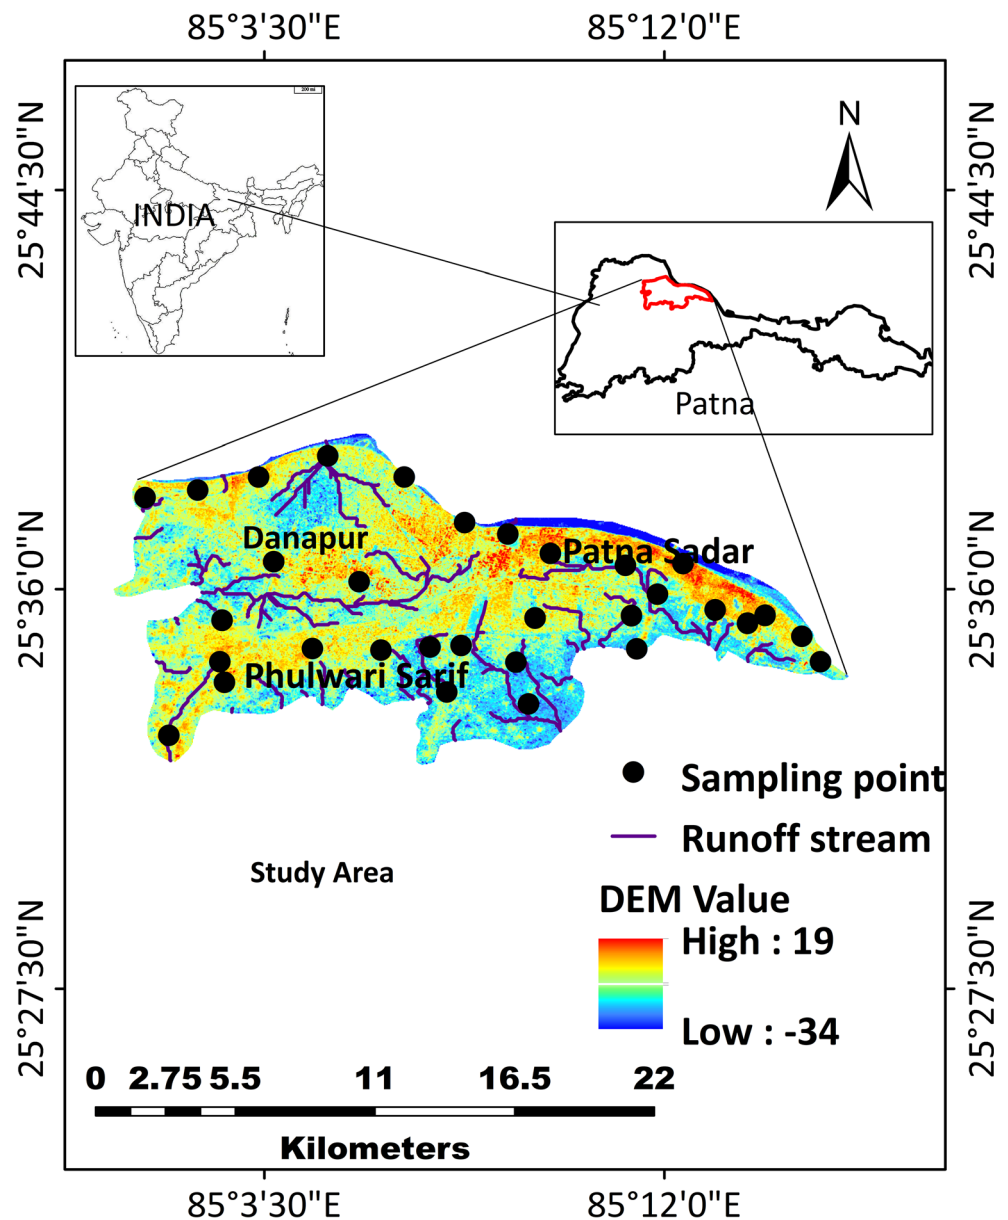 85°3'30"E 85°12'0"E
25°44'30"N
25°44'30"N
200 mi
N
INDIA
Patna
Danapur
Patna Sadar
25°36'0"N
25°36'0"N
Phulwari Sarif
Sampling point
Runoff stream
Study Area
DEM Value
High : 19
Low : -34
25°27'30"N
25°27'30"N
0 2.75 5.5 11 16.5 22
Kilometers
85°3'30"E 85°12'0"E